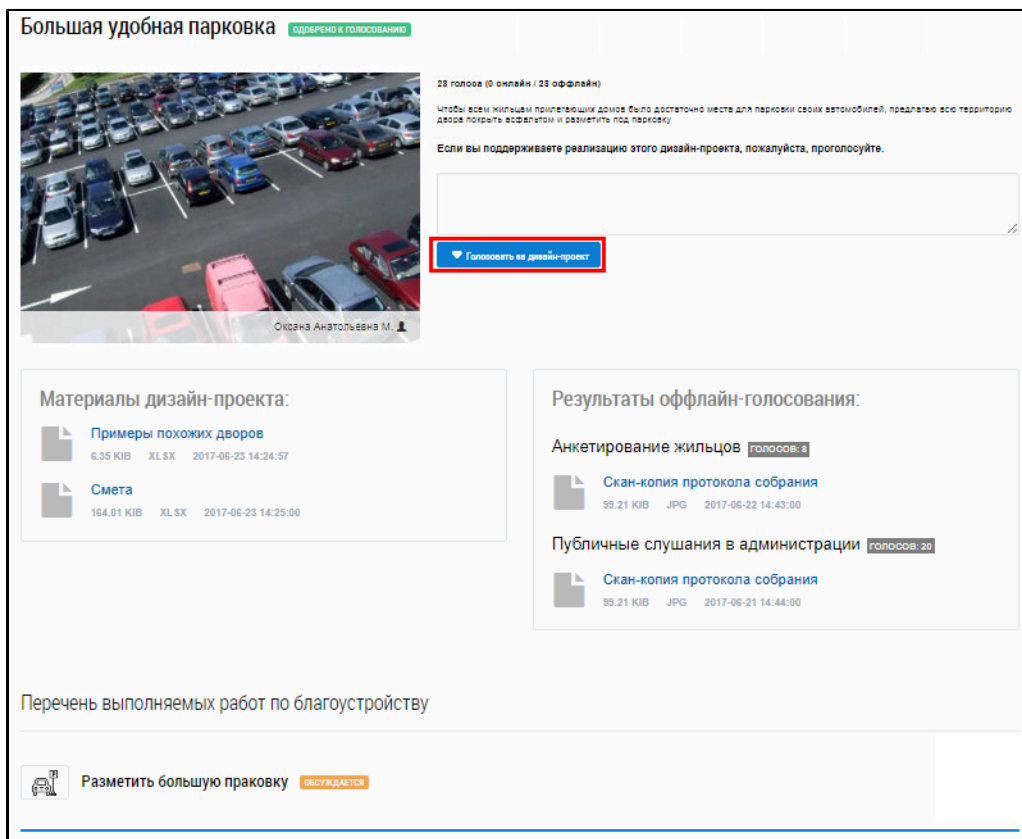 Большая удобная парковка ОДОБРЕНО К ГОЛОСОВАНИЮ
28 голоса (0 онлайн / 28 оффлайн)
Чтобы всем жильцам прилегающих домов было достаточно места для парковки своих автомобилей, предлагаю всю территорию
двора покрыть асфальтом и разметить под парковку
Если вы поддерживаете реализацию этого дизайн-проекта, пожалуйста, проголосуйте.
Голосовать за дизайн-проект
Оксана Анатольевна М.
Материалы дизайн-проекта:
Примеры похожих дворов
6.35 KIB XLSX 2017-06-23 14:24:57
Смета
164.01 KIB XLSX 2017-06-23 14:25:00
Результаты оффлайн-голосования:
Анкетирование жильцов ГОЛОСОВ: 8
Скан-копия протокола собрания
99.21 KIB JPG 2017-06-22 14:43:00
Публичные слушания в администрации ГОЛОСОВ: 20
Скан-копия протокола собрания
99.21 KIB JPG 2017-06-21 14:44:00
Перечень выполняемых работ по благоустройству
Разметить большую праковку ОБСУЖДАЕТСЯ